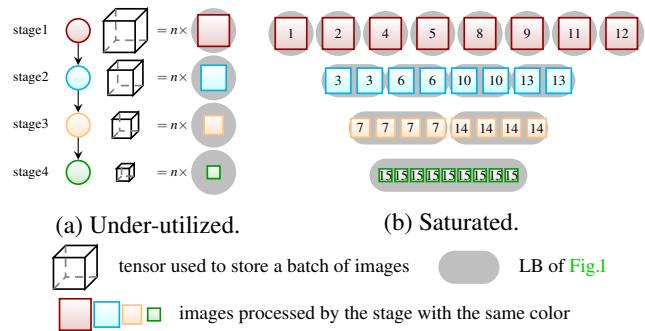 stage1 = n× 1 2 4 5 8 9 11 12
stage2 = n× 3 3 6 6 10 10 13 13
stage3 = n× 7 7 7 7 14 14 14 14
stage4 = n× 15 15 15 15 15 15 15 15
(a) Under-utilized. (b) Saturated.
tensor used to store a batch of images LB of Fig.1
images processed by the stage with the same color